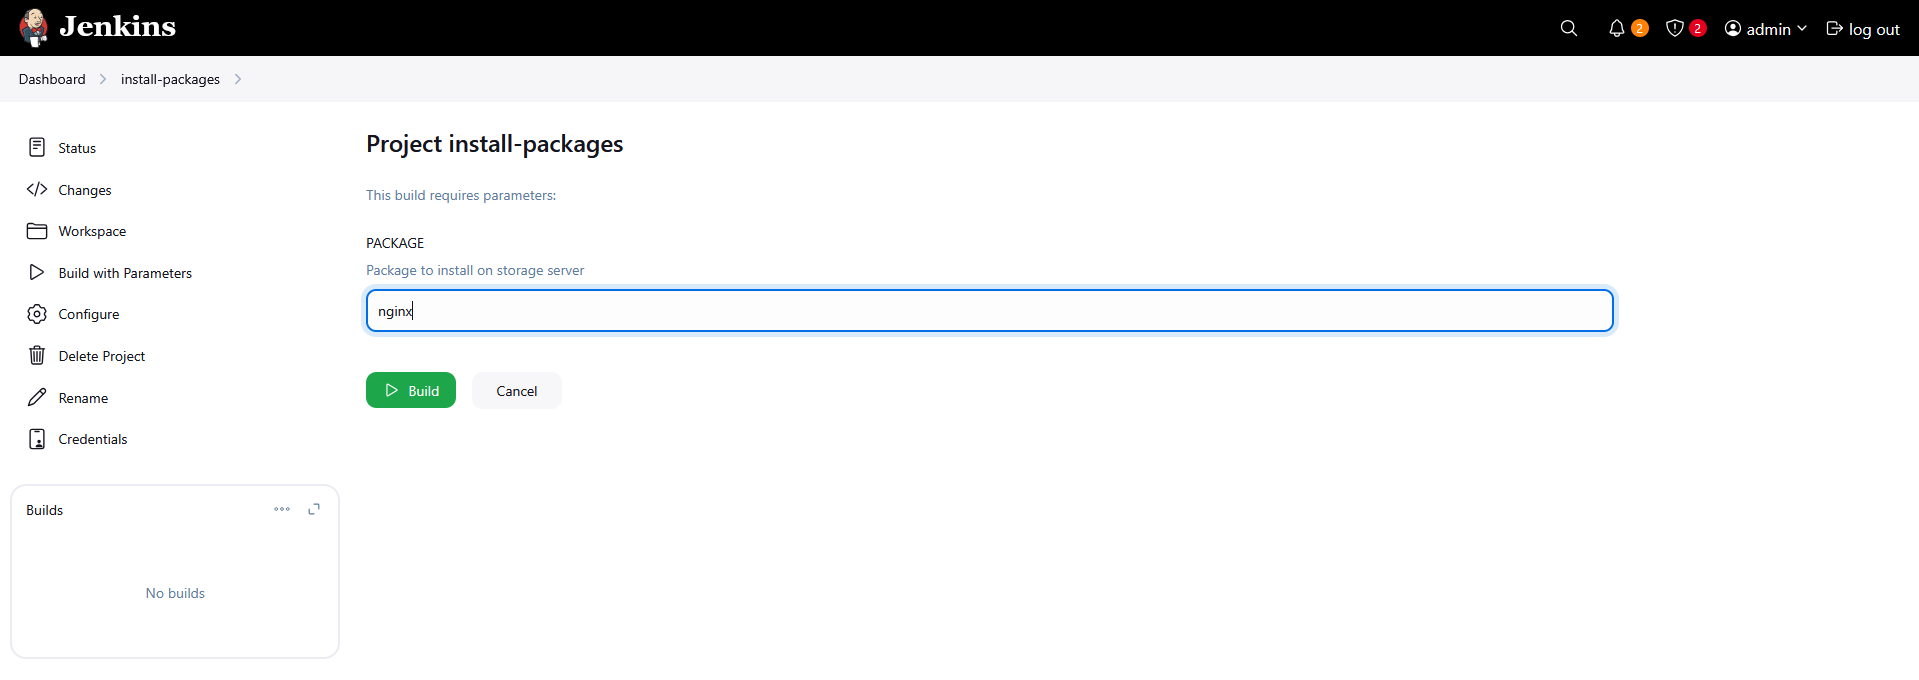 Jenkins
2
2
admin
log out
Dashboard
install-packages
Status
Changes
Workspace
Build with Parameters
Configure
Delete Project
Rename
Credentials
Builds
No builds
Project install-packages
This build requires parameters:
PACKAGE
Package to install on storage server
nginx
Build
Cancel